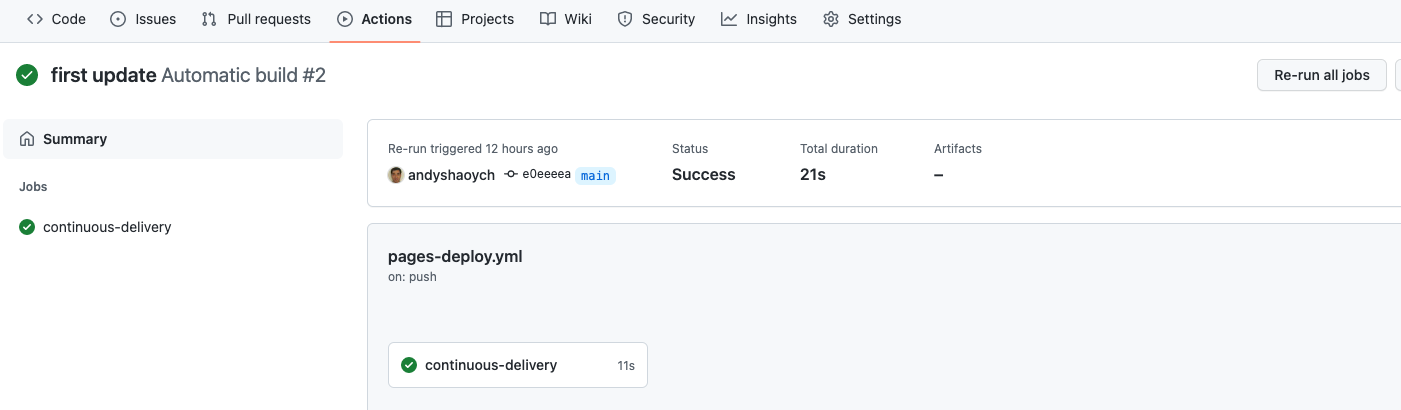 Code Issues Pull requests Actions Projects Wiki Security Insights Settings
first update Automatic build #2
Re-run all jobs
Summary
Jobs
continuous-delivery
Re-run triggered 12 hours ago
andyshaoych e0eeeea main
Status
Success
Total duration
21s
Artifacts
–
pages-deploy.yml
on: push
continuous-delivery 11s